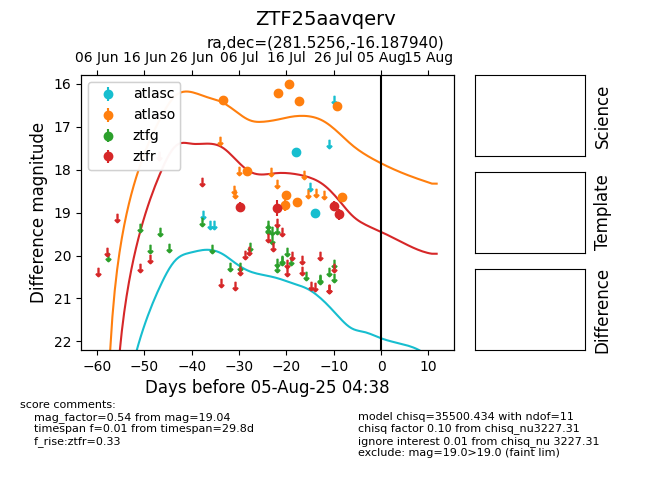 ZTF25aavqerv
ra,dec=(281.5256,-16.187940)
06 Jun 16 Jun 26 Jun 06 Jul 16 Jul 26 Jul 05 Aug 15 Aug
atlasc
atlaso
ztfg
ztfr
16
17
18
19
20
21
22
Difference magnitude
−60 −50 −40 −30 −20 −10 0 10
Days before 05-Aug-25 04:38
Science
Template
Difference
score comments:
mag_factor=0.54 from mag=19.04
timespan f=0.01 from timespan=29.8d
f_rise:ztfr=0.33
model chisq=35500.434 with ndof=11
chisq factor 0.10 from chisq_nu3227.31
ignore interest 0.01 from chisq_nu 3227.31
exclude: mag=19.0>19.0 (faint lim)